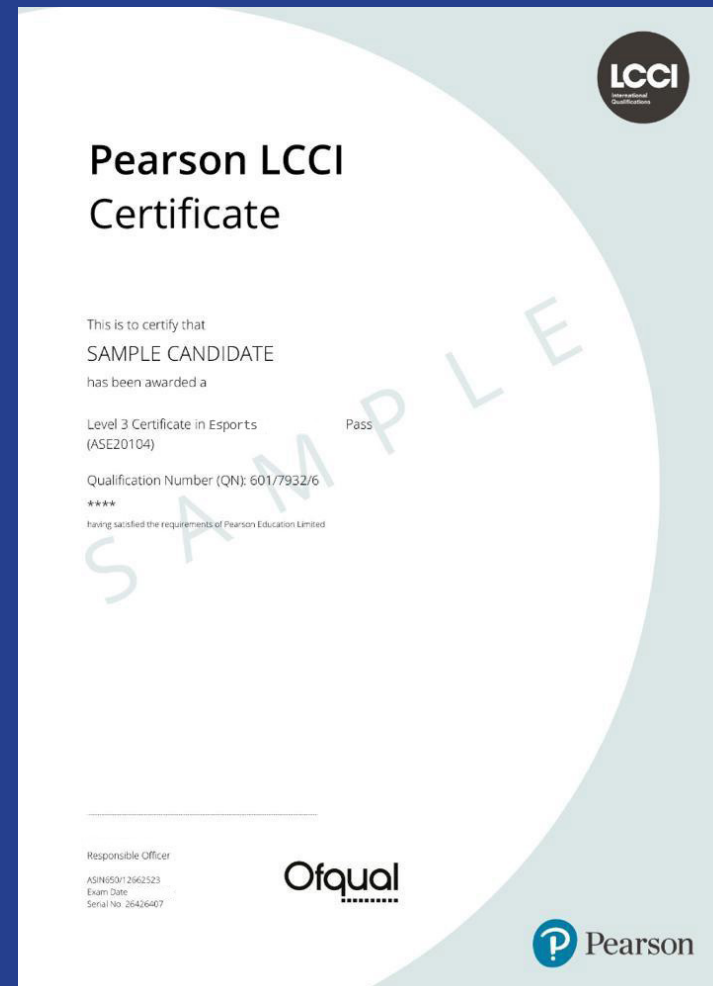 LCCI
International
Qualifications
Pearson LCCI
Certificate
This is to certify that
SAMPLE CANDIDATE
has been awarded a
Level 3 Certificate in Esports Pass
(ASE20104)
Qualification Number (QN): 601/7932/6
****
having satisfied the requirements of Pearson Education Limited
SAMPLE
Responsible Officer
ASIN650/12662523
Exam Date
Serial No. 26426407
Ofqual
Pearson